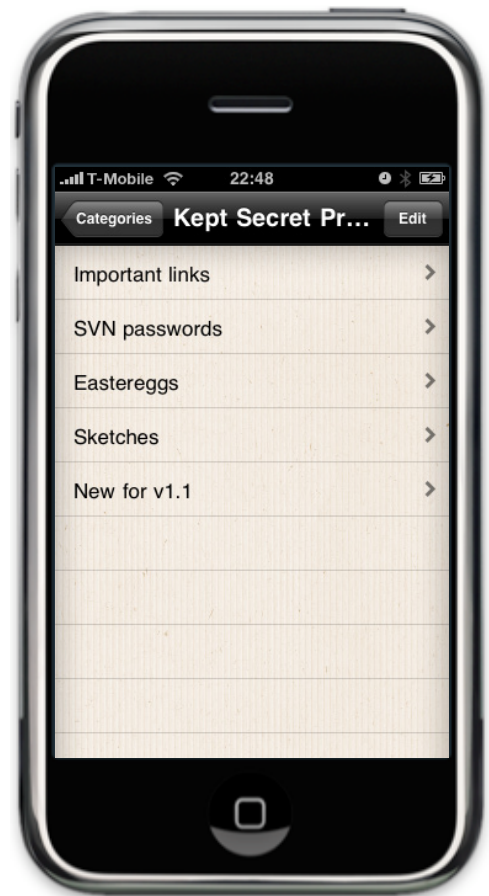 T-Mobile 22:48
Categories Kept Secret Pr... Edit
Important links
SVN passwords
Eastereggs
Sketches
New for v1.1